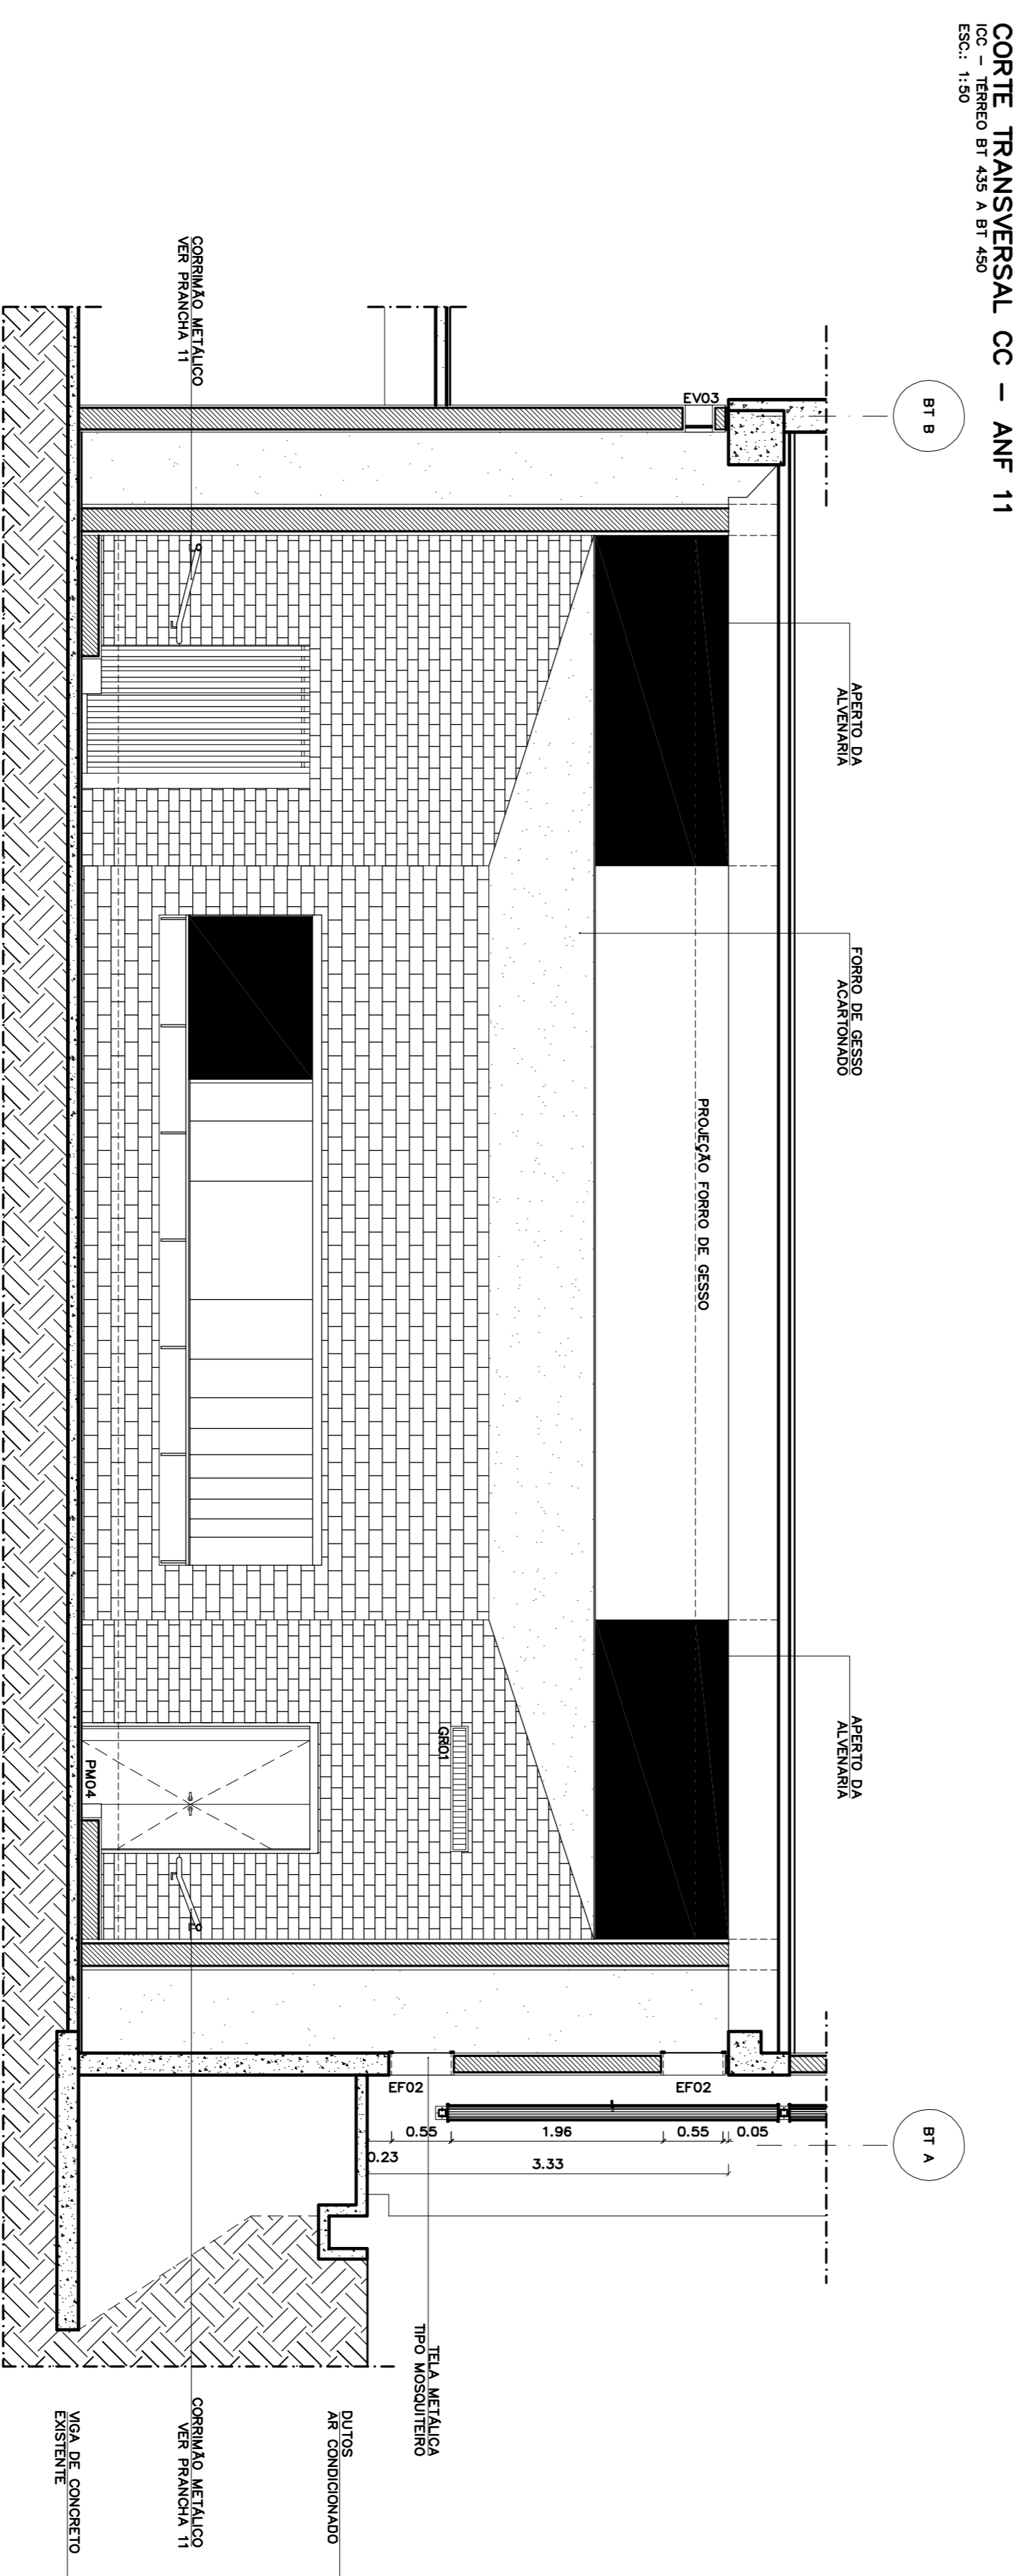 CORTE TRANSVERSAL CC - ANF 11
ICC - TÉRREO BT 435 A BT 450
ESC.: 1:50
BT B
BT A
APERTO DA
ALVENARIA
FORRO DE GESSO
ACARTONADO
APERTO DA
ALVENARIA
PROJEÇÃO FORRO DE GESSO
EV03
CORRIMÃO METÁLICO
VER PRANCHA 11
GR01
PM04
EF02
EF02
0.05
0.55
1.96
0.55
0.23
3.33
TELA METÁLICA
TIPO MOSQUITEIRO
DUTOS
AR CONDICIONADO
CORRIMÃO METÁLICO
VER PRANCHA 11
VIGA DE CONCRETO
EXISTENTE